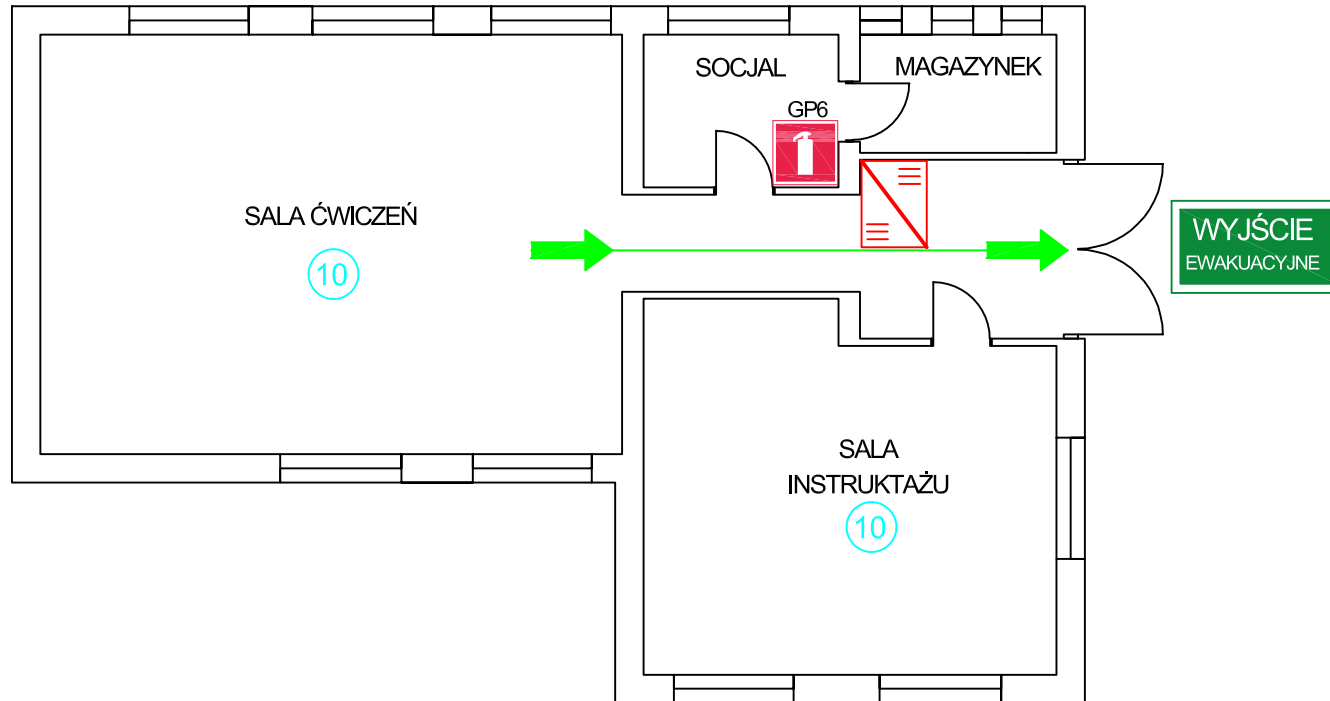 SOCJAL
MAGAZYNEK
GP6
SALA ĆWICZEŃ
10
WYJŚCIE
EWAKUACYJNE
SALA
INSTRUKTAŻU
10